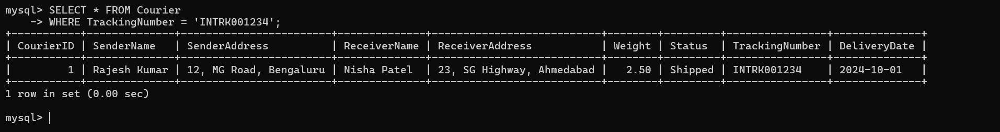 mysql> SELECT * FROM Courier
    -> WHERE TrackingNumber = 'INTRK001234';
+-----------+--------------+------------------------+--------------+---------------------------+--------+---------+----------------+--------------+
| CourierID | SenderName   | SenderAddress          | ReceiverName | ReceiverAddress           | Weight | Status  | TrackingNumber | DeliveryDate |
+-----------+--------------+------------------------+--------------+---------------------------+--------+---------+----------------+--------------+
|         1 | Rajesh Kumar | 12, MG Road, Bengaluru | Nisha Patel  | 23, SG Highway, Ahmedabad |   2.50 | Shipped | INTRK001234    | 2024-10-01   |
+-----------+--------------+------------------------+--------------+---------------------------+--------+---------+----------------+--------------+
1 row in set (0.00 sec)

mysql>